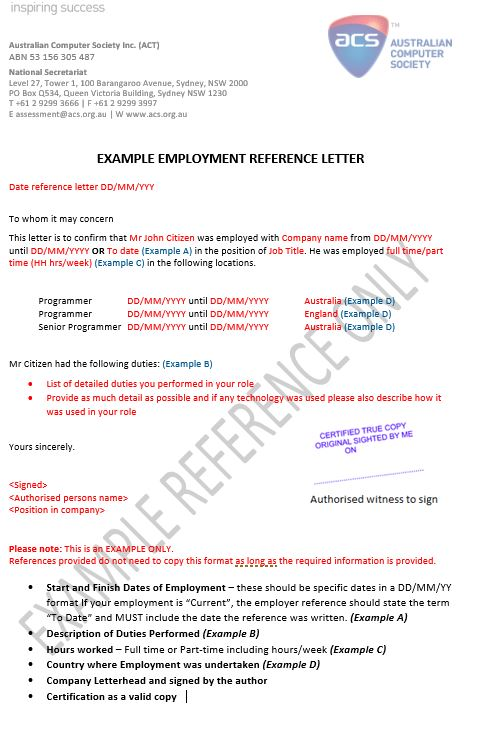 inspiring success
Australian Computer Society Inc. (ACT)
ABN 53 156 305 487
National Secretariat
Level 27, Tower 1, 100 Barangaroo Avenue, Sydney, NSW 2000
PO Box Q534, Queen Victoria Building, Sydney NSW 1230
T +61 2 9299 3666 | F +61 2 9299 3997
E assessment@acs.org.au | W www.acs.org.au
acs
TM
AUSTRALIAN
COMPUTER
SOCIETY
EXAMPLE EMPLOYMENT REFERENCE LETTER
Date reference letter DD/MM/YYY
To whom it may concern
This letter is to confirm that Mr John Citizen was employed with Company name from DD/MM/YYYY
until DD/MM/YYYY OR To date (Example A) in the position of Job Title. He was employed full time/part
time (HH hrs/week) (Example C) in the following locations.
Programmer DD/MM/YYYY until DD/MM/YYYY Australia (Example D)
Programmer DD/MM/YYYY until DD/MM/YYYY England (Example D)
Senior Programmer DD/MM/YYYY until DD/MM/YYYY Australia (Example D)
Mr Citizen had the following duties: (Example B)
• List of detailed duties you performed in your role
• Provide as much detail as possible and if any technology was used please also describe how it
was used in your role
CERTIFIED TRUE COPY
ORIGINAL SIGHTED BY ME
ON
Yours sincerely.
Authorised witness to sign
<Signed>
<Authorised persons name>
<Position in company>
Please note: This is an EXAMPLE ONLY.
References provided do not need to copy this format as long as the required information is provided.
• Start and Finish Dates of Employment – these should be specific dates in a DD/MM/YY
format If your employment is “Current”, the employer reference should state the term
“To Date” and MUST include the date the reference was written. (Example A)
• Description of Duties Performed (Example B)
• Hours worked – Full time or Part-time including hours/week (Example C)
• Country where Employment was undertaken (Example D)
• Company Letterhead and signed by the author
• Certification as a valid copy
EXAMPLE REFERENCE ONLY